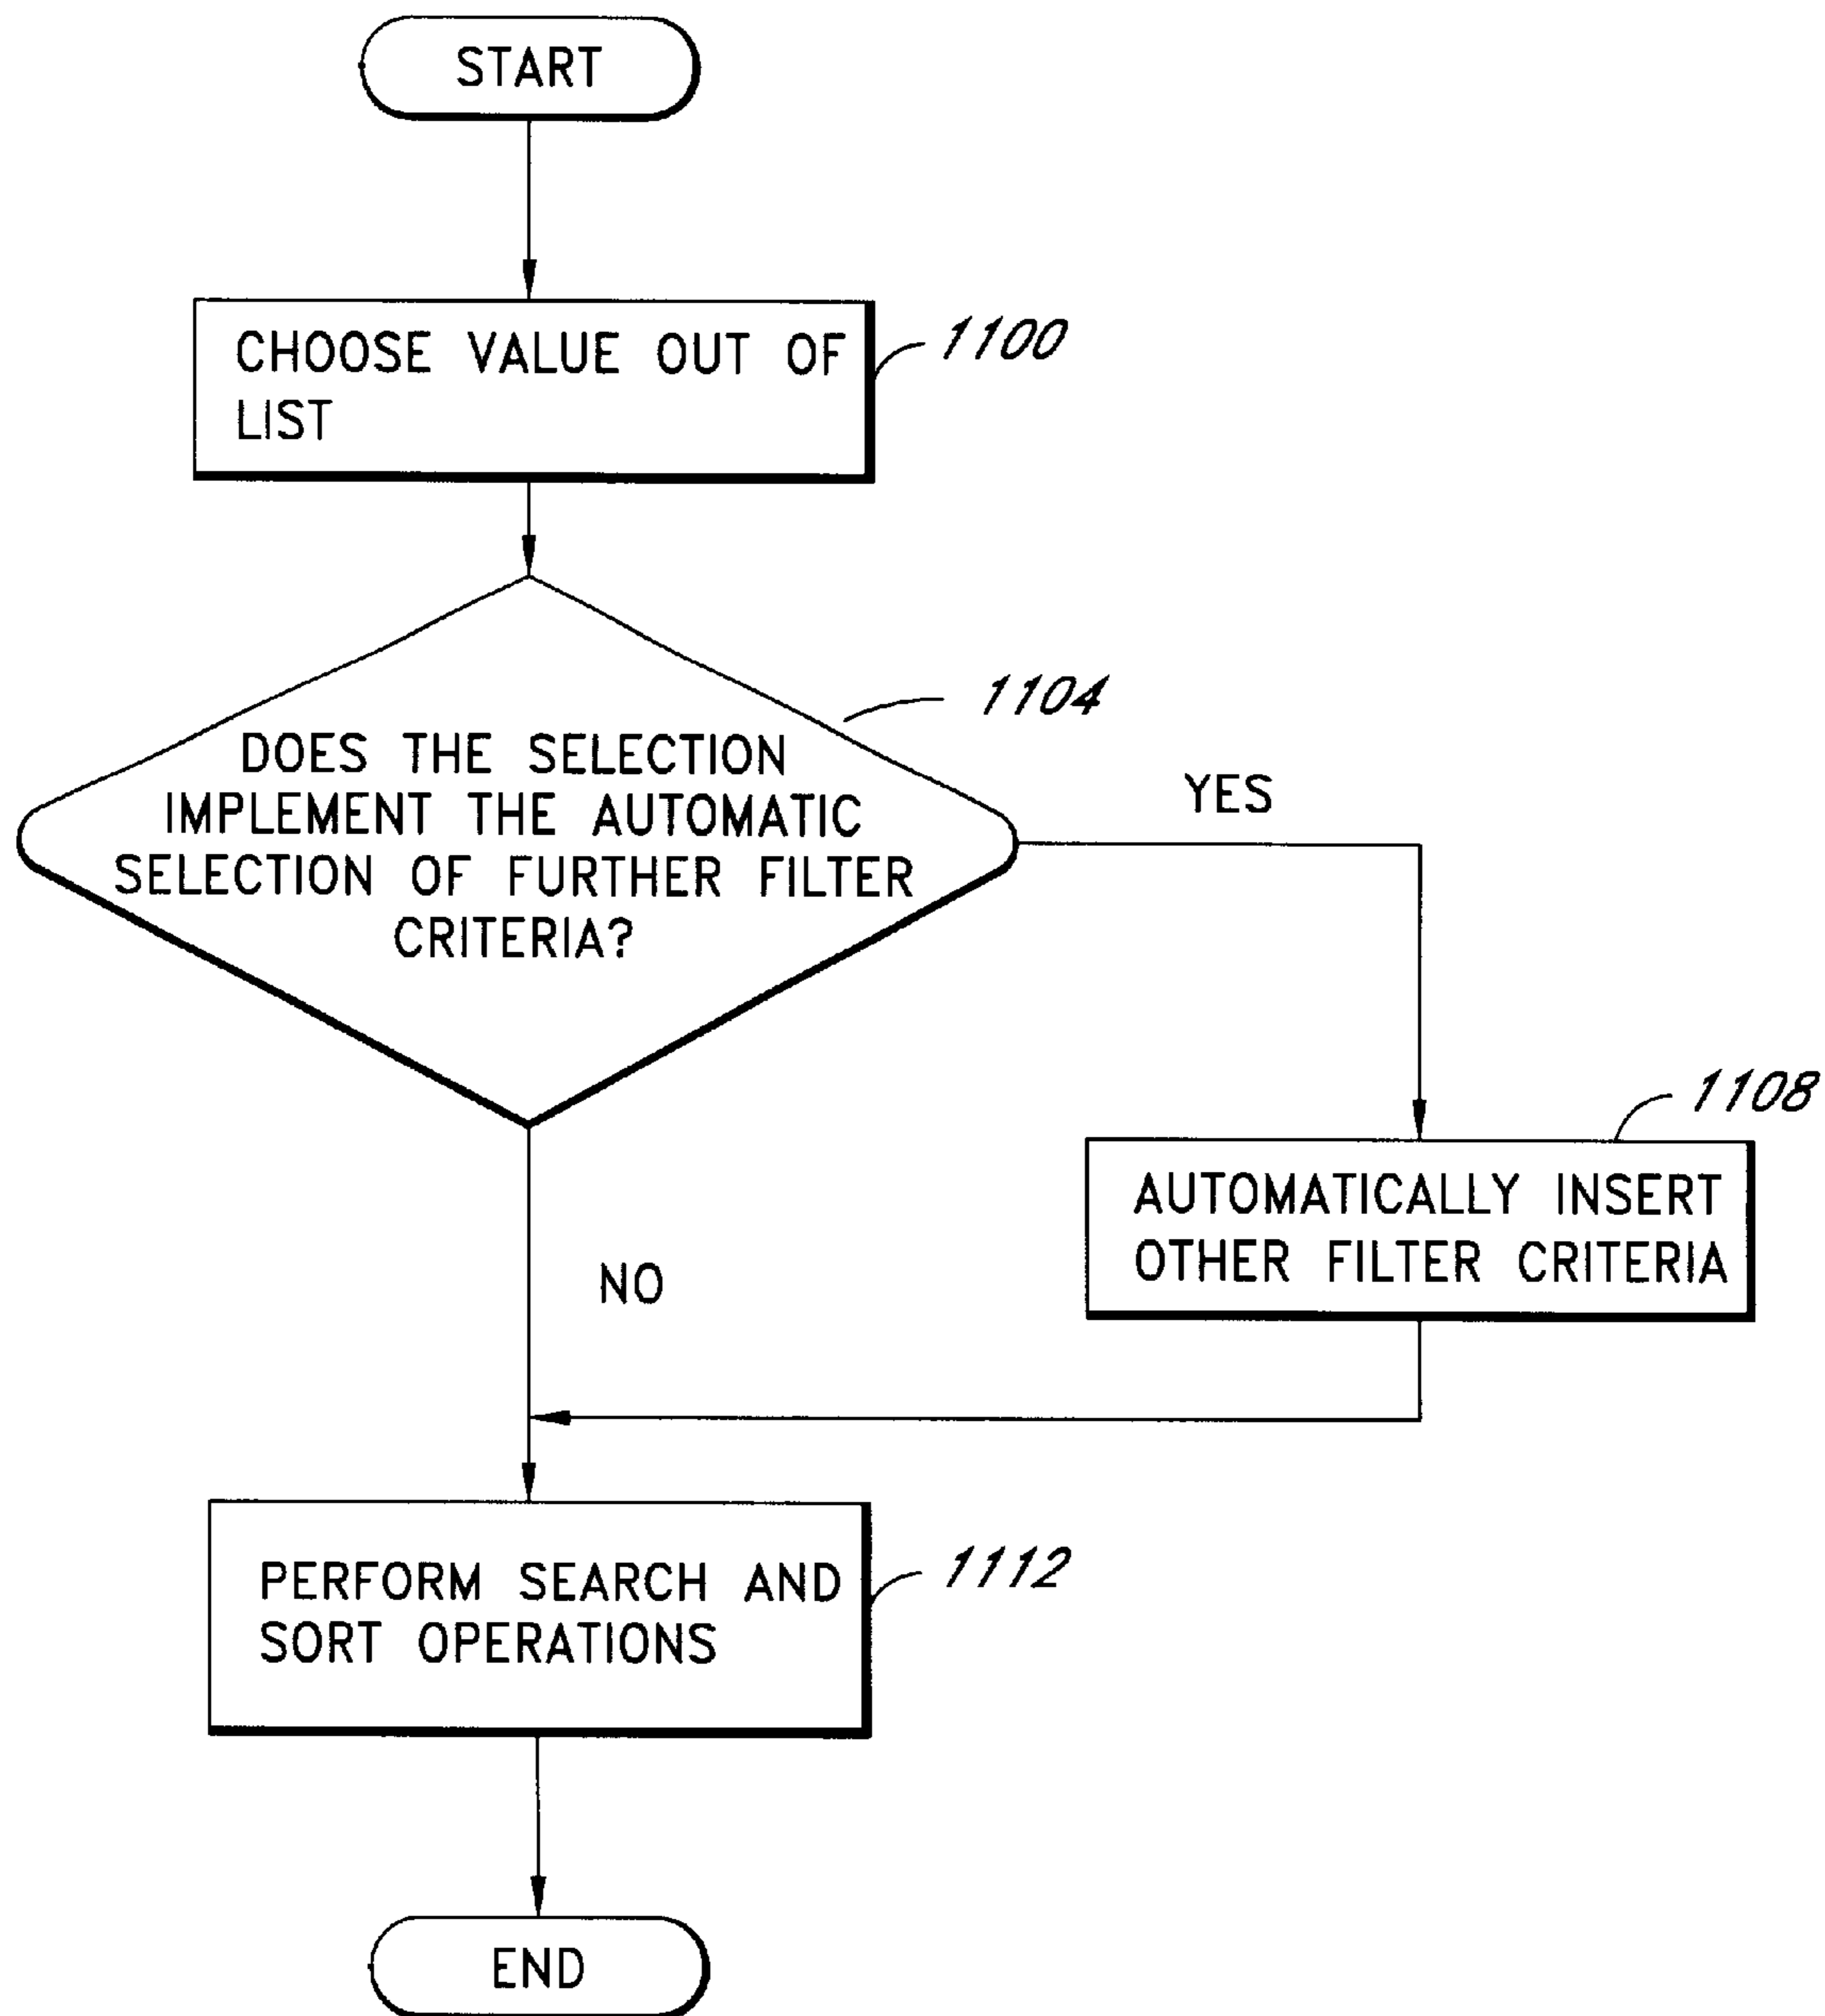 START
CHOOSE VALUE OUT OF
LIST
1100
1104
DOES THE SELECTION
IMPLEMENT THE AUTOMATIC
SELECTION OF FURTHER FILTER
CRITERIA?
YES
1108
AUTOMATICALLY INSERT
OTHER FILTER CRITERIA
NO
PERFORM SEARCH AND
SORT OPERATIONS
1112
END